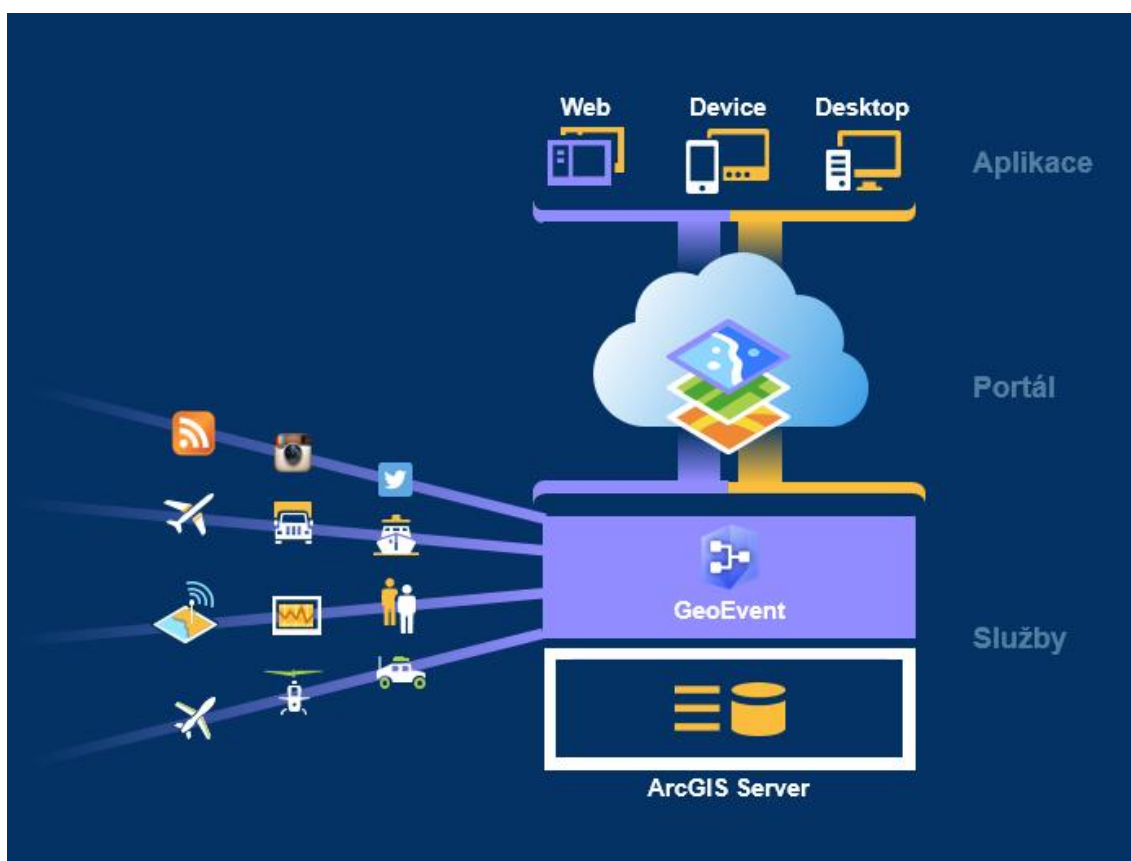 Web
Device
Desktop
Aplikace
Portál
GeoEvent
Služby
ArcGIS Server